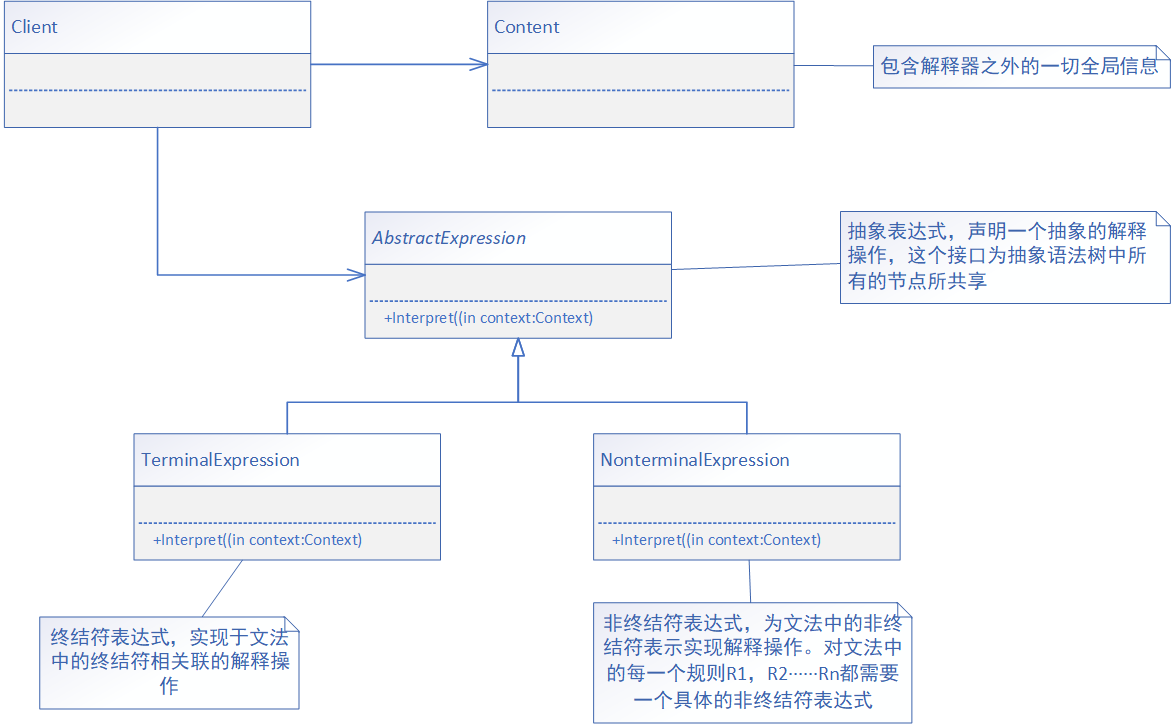 Client
Content
包含解释器之外的一切全局信息
AbstractExpression
+Interpret((in context:Context)
抽象表达式，声明一个抽象的解释
操作，这个接口为抽象语法树中所
有的节点所共享
TerminalExpression
+Interpret((in context:Context)
NonterminalExpression
+Interpret((in context:Context)
终结符表达式，实现于文法
中的终结符相关联的解释操
作
非终结符表达式，为文法中的非终
结符表示实现解释操作。对文法中
的每一个规则R1，R2……Rn都需要
一个具体的非终结符表达式